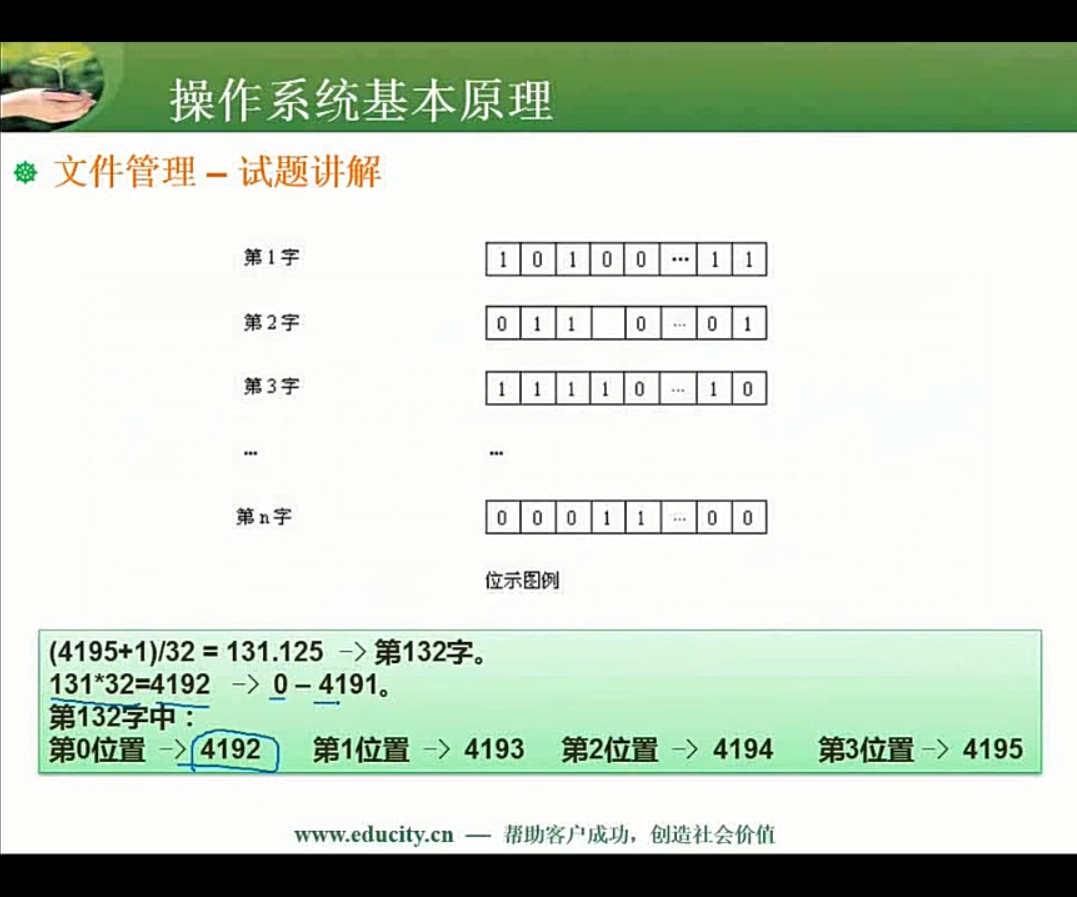 操作系统基本原理
文件管理 – 试题讲解
第1字 1 0 1 0 0 ··· 1 1
第2字 0 1 1 0 ··· 0 1
第3字 1 1 1 1 0 ··· 1 0
··· ···
第n字 0 0 0 1 1 ··· 0 0
位示图例
(4195+1)/32 = 131.125 –> 第132字。
131*32=4192 –> 0 – 4191。
第132字中：
第0位置 –> 4192 第1位置 –> 4193 第2位置 –> 4194 第3位置 –> 4195
www.educity.cn — 帮助客户成功，创造社会价值